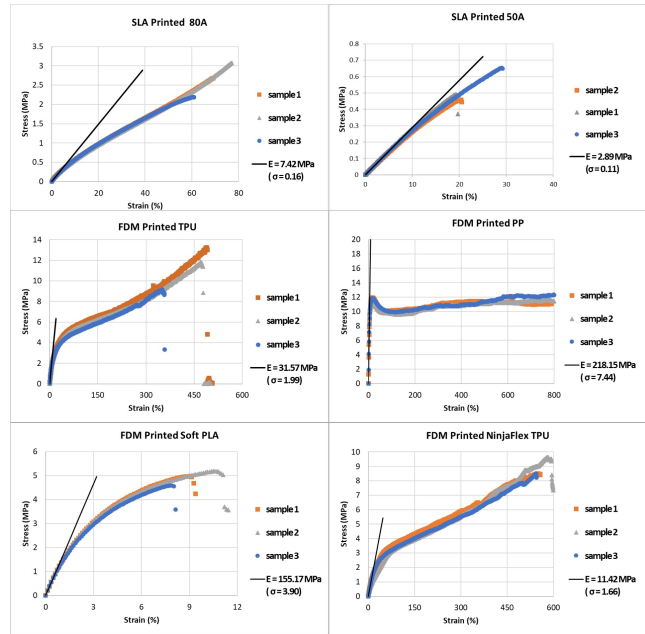 SLA Printed 80A
Stress (MPa)
3.5
3
2.5
2
1.5
1
0.5
0
0 20 40 60 80
Strain (%)
sample 1
sample 2
sample 3
E = 7.42 MPa
( σ = 0.16)
SLA Printed 50A
Stress (MPa)
0.8
0.7
0.6
0.5
0.4
0.3
0.2
0.1
0.0
0 10 20 30 40
Strain (%)
sample 2
sample 1
sample 3
E = 2.89 MPa
( σ = 0.11)
FDM Printed TPU
Stress (MPa)
14
12
10
8
6
4
2
0
0 150 300 450 600
Strain (%)
sample 1
sample 2
sample 3
E = 31.57 MPa
( σ = 1.99)
FDM Printed PP
Stress (MPa)
20
18
16
14
12
10
8
6
4
2
0
0 200 400 600 800
Strain (%)
sample 1
sample 2
sample 3
E = 218.15 MPa
( σ = 7.44)
FDM Printed Soft PLA
Stress (MPa)
6
5
4
3
2
1
0
0 3 6 9 12
Strain (%)
sample 1
sample 2
sample 3
E = 155.17 MPa
( σ = 3.90)
FDM Printed NinjaFlex TPU
Stress (MPa)
10
9
8
7
6
5
4
3
2
1
0
0 150 300 450 600
Strain (%)
sample 1
sample 2
sample 3
E = 11.42 MPa
( σ = 1.66)